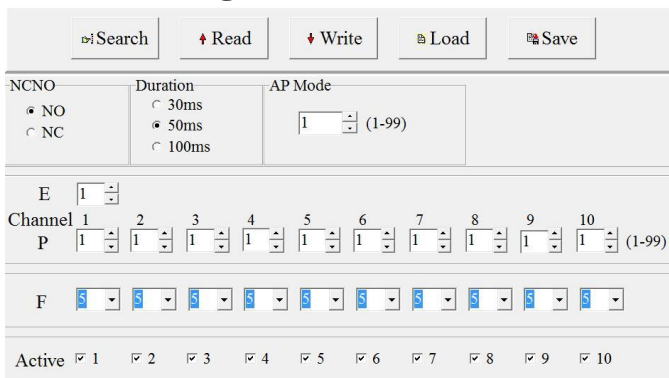 Search Read Write Load Save
NCNO Duration AP Mode
NO 30ms
NC 50ms 1 (1-99)
100ms
E 1
Channel 1 2 3 4 5 6 7 8 9 10
P 1 1 1 1 1 1 1 1 1 1 (1-99)
F 5 5 5 5 5 5 5 5 5 5
Active 1 2 3 4 5 6 7 8 9 10